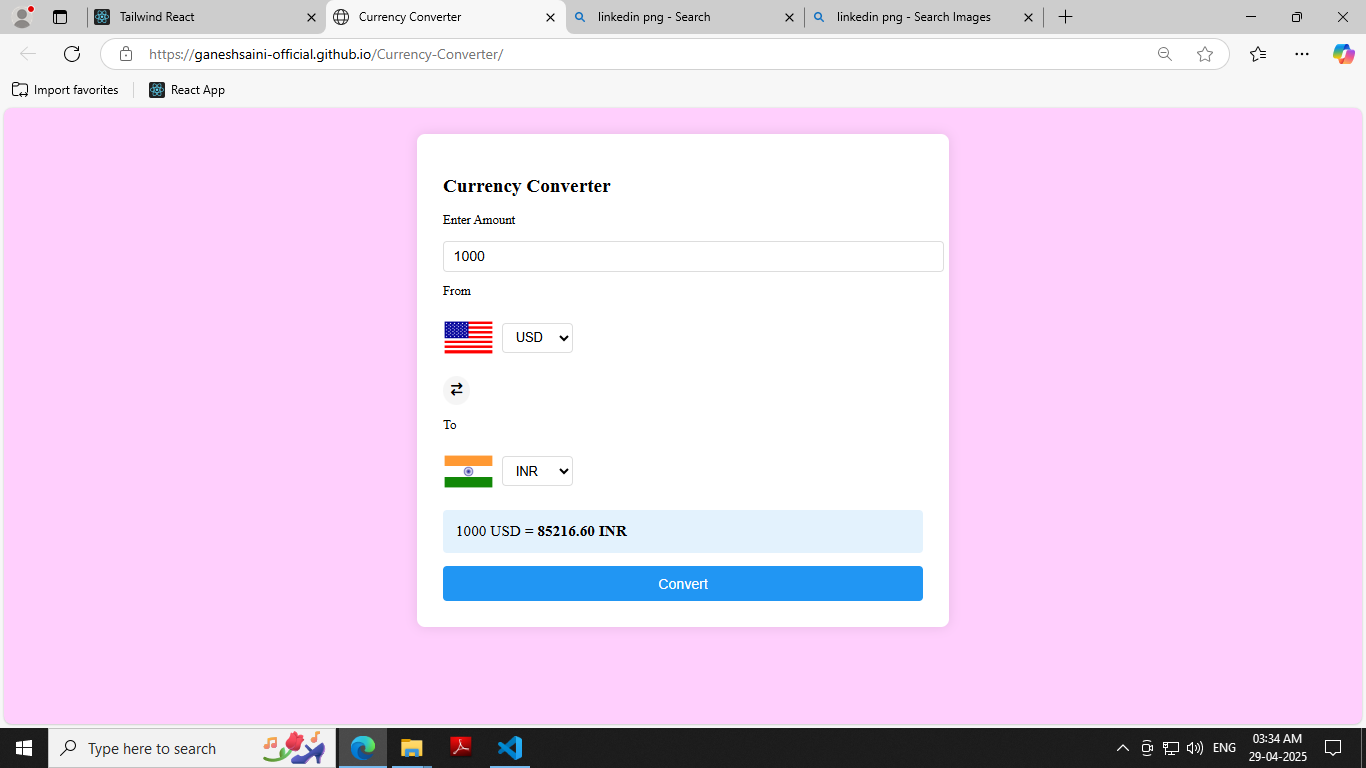 Tailwind React
Currency Converter
linkedin png - Search
linkedin png - Search Images
https://ganeshsaini-official.github.io/Currency-Converter/
Import favorites
React App
Currency Converter
Enter Amount
1000
From
USD
To
INR
1000 USD = 85216.60 INR
Convert
Type here to search
ENG
03:34 AM
29-04-2025